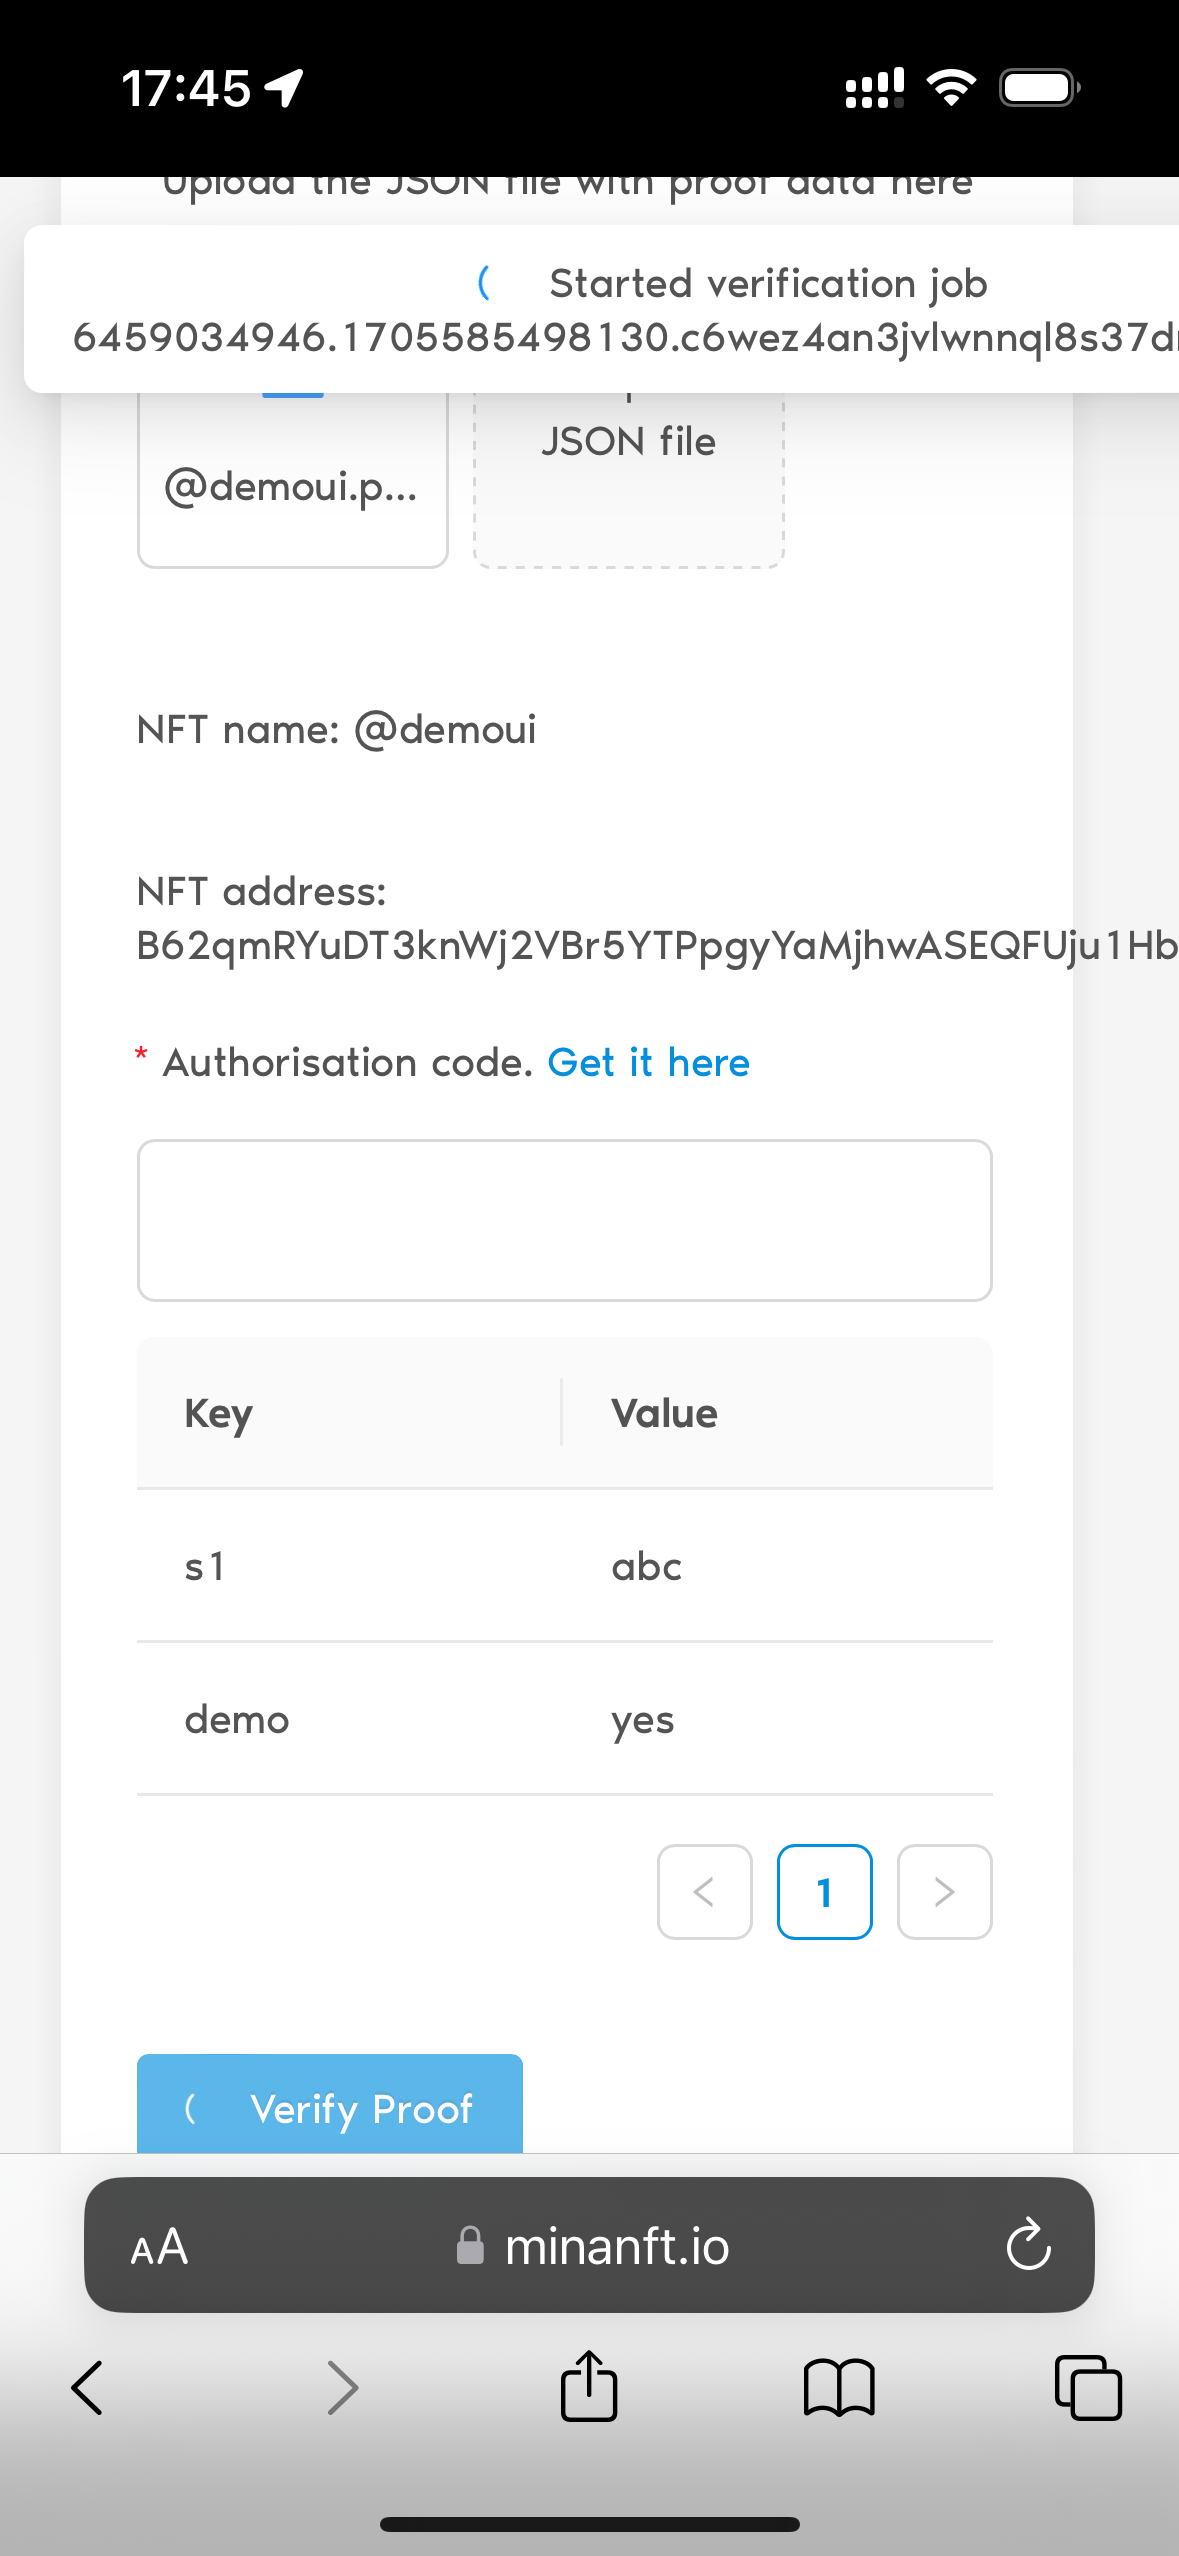 17:45
Upload the JSON file with proof data here
Started verification job
6459034946.1705585498130.c6wez4an3jvlwnnql8s37d
JSON file
@demoui.p...
NFT name: @demoui
NFT address:
B62qmRYuDT3knWj2VBr5YTPpgyYaMjhwASEQFUju1Hb
* Authorisation code. Get it here
Key Value
s1 abc
demo yes
< 1 >
Verify Proof
AA minanft.io